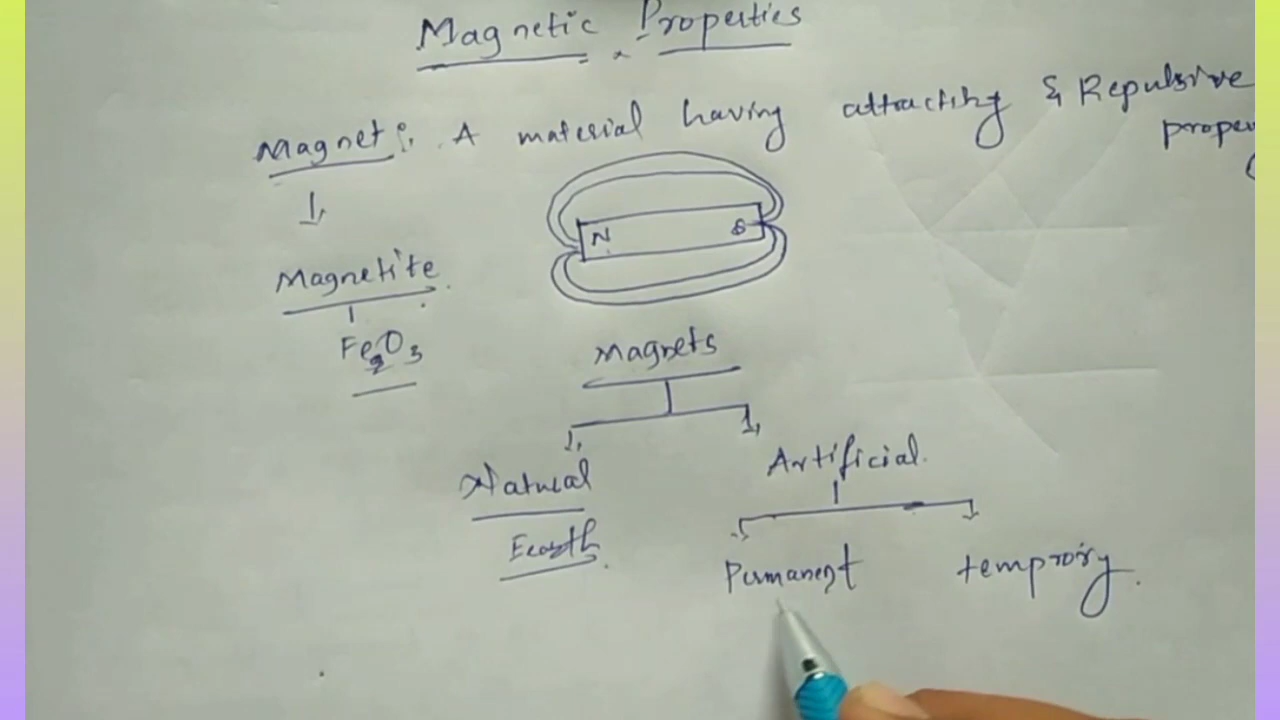 Magnetic Properties
Magnet :. A material having attracting & Repulsive
proper
N S
Magnetite
Fe2O3
Magnets
Natural
Artificial.
Earth.
Permanent
temprory.